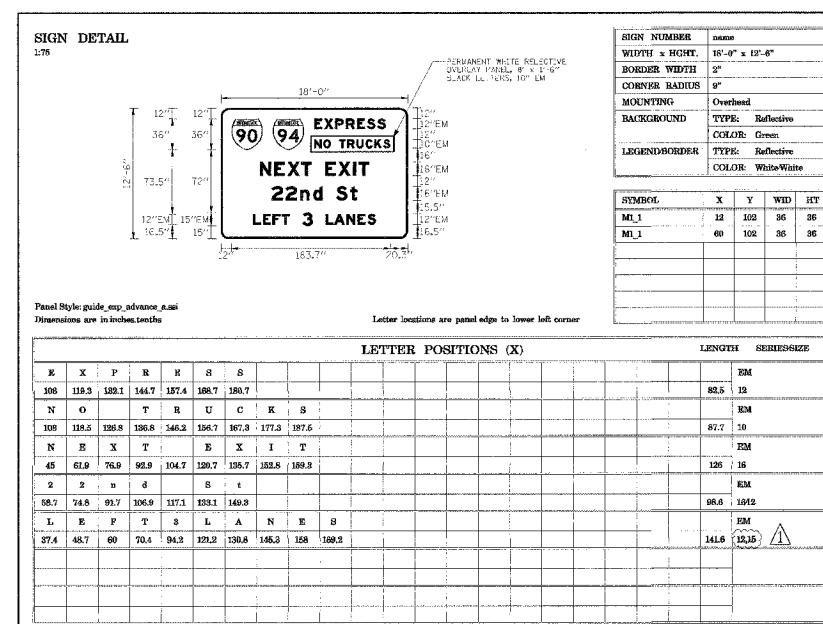 SIGN DETAIL
1:75
PERMANENT WHITE RELECTIVE
OVERLAY PANEL, 8' x 1'-6"
BLACK LETTERS, 10" EM
18'-0"
12'-6"
12"
36"
73.5"
12"EM
16.5"
12"
36"
72"
15"EM
15"
90 94 EXPRESS
NO TRUCKS
NEXT EXIT
22nd St
LEFT 3 LANES
12"
12"EM
12"
10"EM
16"
16"EM
12"
16"EM
15.5"
12"EM
16.5"
12" 183.7" 20.3"
Panel Style: guide_exp_advance_a.ssi
Dimensions are in inches.tenths
Letter locations are panel edge to lower left corner
SIGN NUMBER name
WIDTH x HGHT. 18'-0" x 12'-6"
BORDER WIDTH 2"
CORNER RADIUS 9"
MOUNTING Overhead
BACKGROUND TYPE: Reflective
COLOR: Green
LEGEND/BORDER TYPE: Reflective
COLOR: White/White
SYMBOL X Y WID HT
M1_1 12 102 36 36
M1_1 60 102 36 36
LETTER POSITIONS (X) LENGTH SERIES/SIZE
E X P R E S S EM
108 119.3 132.1 144.7 157.4 168.7 180.7 82.5 12
N O T R U C K S EM
108 118.5 126.8 136.8 146.2 156.7 167.3 177.3 187.6 87.7 10
N E X T E X I T EM
45 61.9 76.9 92.9 104.7 120.7 135.7 152.8 159.3 126 16
2 2 n d S t EM
58.7 74.8 91.7 106.9 117.1 133.1 149.3 98.6 16/12
L E F T 3 L A N E S EM
37.4 48.7 60 70.4 94.2 121.2 130.8 145.3 158 169.2 141.6 12,15 1